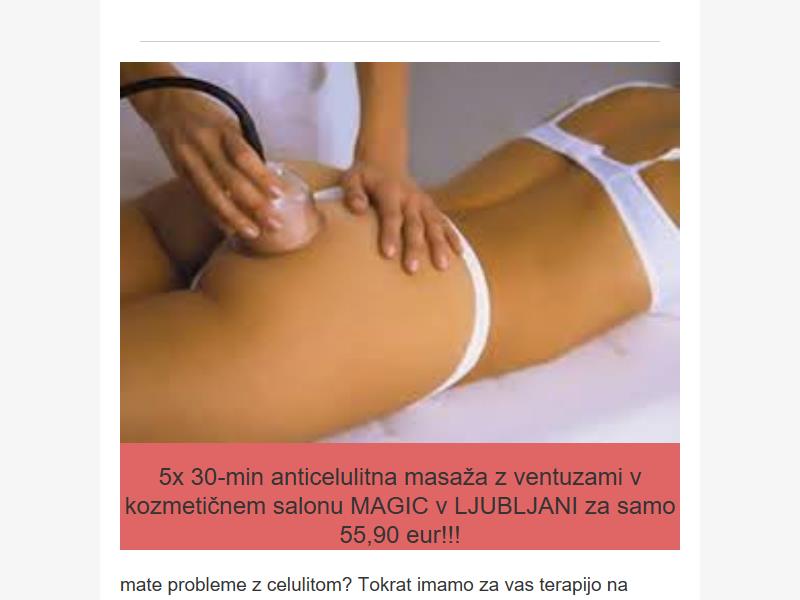 5x 30-min anticelulitna masaža z ventuzami v
kozmetičnem salonu MAGIC v LJUBLJANI za samo
55,90 eur!!!
mate probleme z celulitom? Tokrat imamo za vas terapijo na